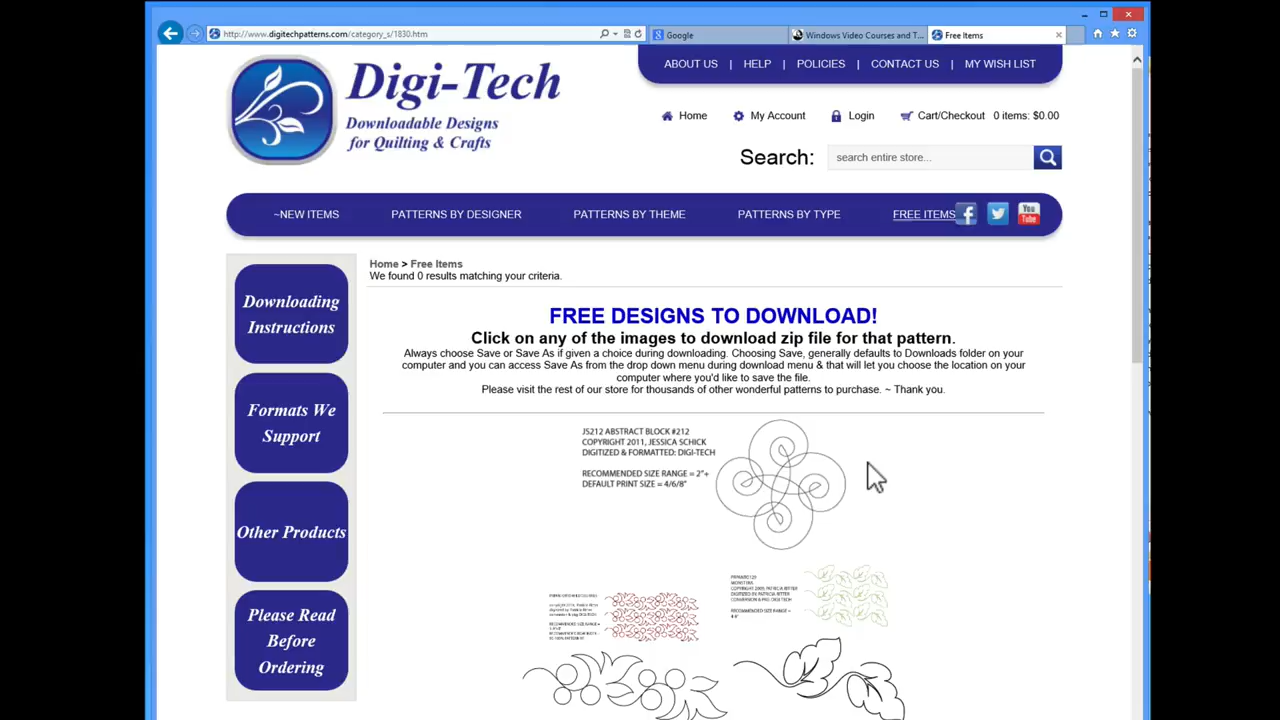 http://www.digitechpatterns.com/category_s/1830.htm
Google
Windows Video Courses and T...
Free Items
ABOUT US | HELP | POLICIES | CONTACT US | MY WISH LIST
Digi-Tech
Downloadable Designs
for Quilting & Crafts
Home
My Account
Login
Cart/Checkout 0 items: $0.00
Search:
search entire store...
~NEW ITEMS
PATTERNS BY DESIGNER
PATTERNS BY THEME
PATTERNS BY TYPE
FREE ITEMS
You
Tube
Downloading
Instructions
Formats We
Support
Other Products
Please Read
Before
Ordering
Home > Free Items
We found 0 results matching your criteria.
FREE DESIGNS TO DOWNLOAD!
Click on any of the images to download zip file for that pattern.
Always choose Save or Save As if given a choice during downloading. Choosing Save, generally defaults to Downloads folder on your
computer and you can access Save As from the drop down menu during download menu & that will let you choose the location on your
computer where you'd like to save the file.
Please visit the rest of our store for thousands of other wonderful patterns to purchase. ~ Thank you.
JS212 ABSTRACT BLOCK #212
COPYRIGHT 2011, JESSICA SCHICK
DIGITIZED & FORMATTED: DIGI-TECH
RECOMMENDED SIZE RANGE = 2"+
DEFAULT PRINT SIZE = 4/6/8"